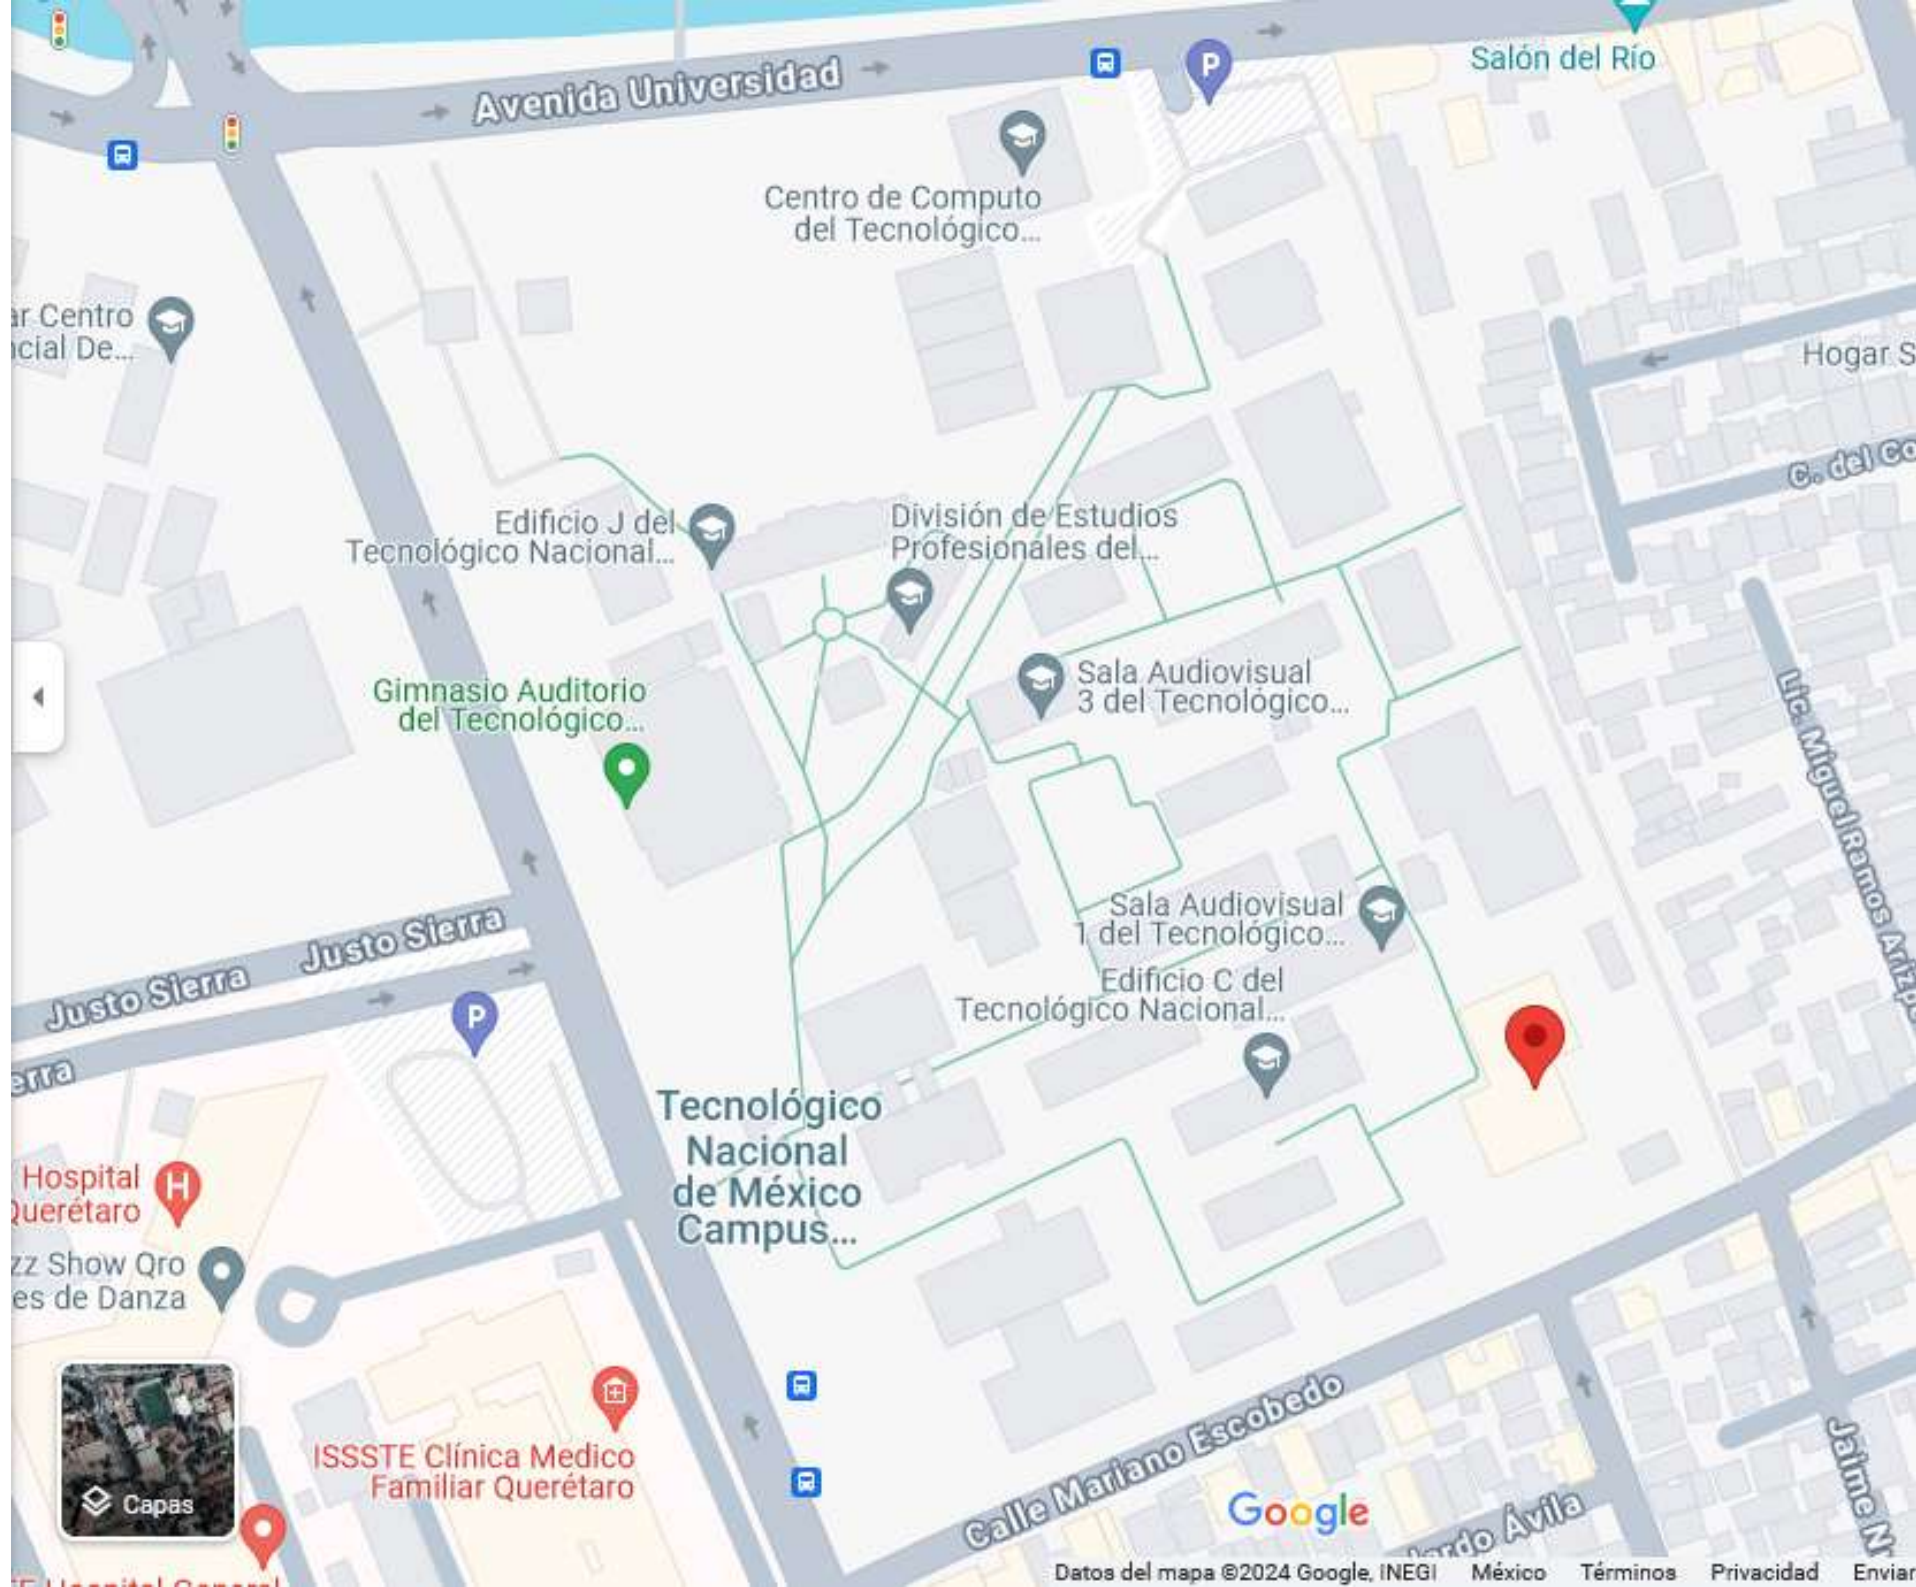 Salón del Río
Avenida Universidad
P
Centro de Computo
del Tecnológico...
ar Centro
cial De...
Hogar S
C. del Co
Edificio J del
Tecnológico Nacional...
División de Estudios
Profesionales del...
Gimnasio Auditorio
del Tecnológico...
Sala Audiovisual
3 del Tecnológico...
Lic. Miguel Ramos Arizpe
Sala Audiovisual
1 del Tecnológico...
Justo Sierra
Justo Sierra
Edificio C del
Tecnológico Nacional...
P
erra
Tecnológico
Nacional
de México
Campus...
Hospital
Querétaro
H
zz Show Qro
es de Danza
ISSSTE Clínica Medico
Familiar Querétaro
Capas
Calle Mariano Escobedo
Google
ardo Ávila
Jaime N
Datos del mapa ©2024 Google, INEGI México Términos Privacidad Enviar